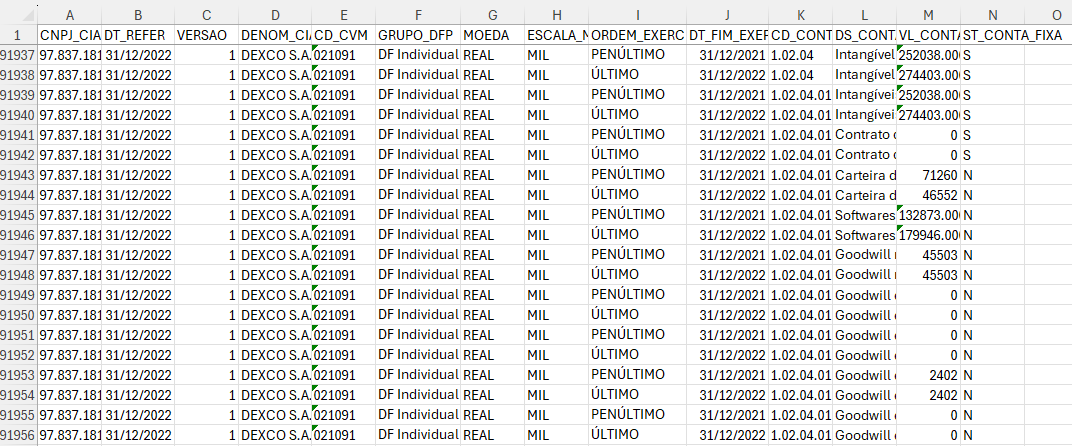 A B C D E F G H I J K L M N O
1 CNPJ_CIA DT_REFER VERSAO DENOM_CIA CD_CVM GRUPO_DFP MOEDA ESCALA_M ORDEM_EXERC DT_FIM_EXER CD_CONT DS_CONT VL_CONTA ST_CONTA_FIXA
91937 97.837.181 31/12/2022 1 DEXCO S.A. 021091 DF Individual REAL MIL PENÚLTIMO 31/12/2021 1.02.04 Intangível 252038.00 S
91938 97.837.181 31/12/2022 1 DEXCO S.A. 021091 DF Individual REAL MIL ÚLTIMO 31/12/2022 1.02.04 Intangível 274403.00 S
91939 97.837.181 31/12/2022 1 DEXCO S.A. 021091 DF Individual REAL MIL PENÚLTIMO 31/12/2021 1.02.04.01 Intangívei 252038.00 S
91940 97.837.181 31/12/2022 1 DEXCO S.A. 021091 DF Individual REAL MIL ÚLTIMO 31/12/2022 1.02.04.01 Intangívei 274403.00 S
91941 97.837.181 31/12/2022 1 DEXCO S.A. 021091 DF Individual REAL MIL PENÚLTIMO 31/12/2021 1.02.04.01 Contrato c 0 S
91942 97.837.181 31/12/2022 1 DEXCO S.A. 021091 DF Individual REAL MIL ÚLTIMO 31/12/2022 1.02.04.01 Contrato c 0 S
91943 97.837.181 31/12/2022 1 DEXCO S.A. 021091 DF Individual REAL MIL PENÚLTIMO 31/12/2021 1.02.04.01 Carteira d 71260 N
91944 97.837.181 31/12/2022 1 DEXCO S.A. 021091 DF Individual REAL MIL ÚLTIMO 31/12/2022 1.02.04.01 Carteira d 46552 N
91945 97.837.181 31/12/2022 1 DEXCO S.A. 021091 DF Individual REAL MIL PENÚLTIMO 31/12/2021 1.02.04.01 Softwares 132873.00 N
91946 97.837.181 31/12/2022 1 DEXCO S.A. 021091 DF Individual REAL MIL ÚLTIMO 31/12/2022 1.02.04.01 Softwares 179946.00 N
91947 97.837.181 31/12/2022 1 DEXCO S.A. 021091 DF Individual REAL MIL PENÚLTIMO 31/12/2021 1.02.04.01 Goodwill 45503 N
91948 97.837.181 31/12/2022 1 DEXCO S.A. 021091 DF Individual REAL MIL ÚLTIMO 31/12/2022 1.02.04.01 Goodwill 45503 N
91949 97.837.181 31/12/2022 1 DEXCO S.A. 021091 DF Individual REAL MIL PENÚLTIMO 31/12/2021 1.02.04.01 Goodwill 0 N
91950 97.837.181 31/12/2022 1 DEXCO S.A. 021091 DF Individual REAL MIL ÚLTIMO 31/12/2022 1.02.04.01 Goodwill 0 N
91951 97.837.181 31/12/2022 1 DEXCO S.A. 021091 DF Individual REAL MIL PENÚLTIMO 31/12/2021 1.02.04.01 Goodwill 0 N
91952 97.837.181 31/12/2022 1 DEXCO S.A. 021091 DF Individual REAL MIL ÚLTIMO 31/12/2022 1.02.04.01 Goodwill 0 N
91953 97.837.181 31/12/2022 1 DEXCO S.A. 021091 DF Individual REAL MIL PENÚLTIMO 31/12/2021 1.02.04.01 Goodwill 2402 N
91954 97.837.181 31/12/2022 1 DEXCO S.A. 021091 DF Individual REAL MIL ÚLTIMO 31/12/2022 1.02.04.01 Goodwill 2402 N
91955 97.837.181 31/12/2022 1 DEXCO S.A. 021091 DF Individual REAL MIL PENÚLTIMO 31/12/2021 1.02.04.01 Goodwill 0 N
91956 97.837.181 31/12/2022 1 DEXCO S.A. 021091 DF Individual REAL MIL ÚLTIMO 31/12/2022 1.02.04.01 Goodwill 0 N